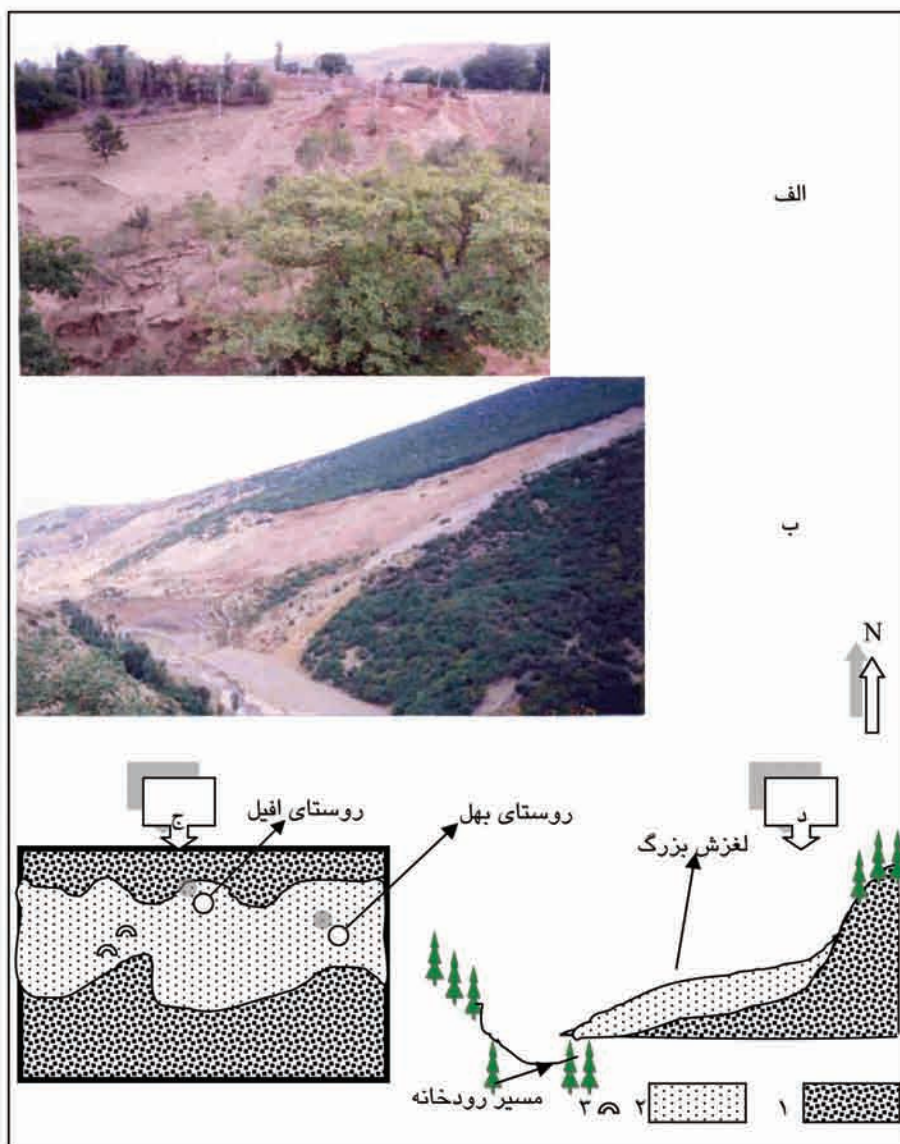 الف
ب
N
ج
د
روستای افیل
روستای بهل
لغزش بزرگ
مسیر رودخانه
۳
۲
۱